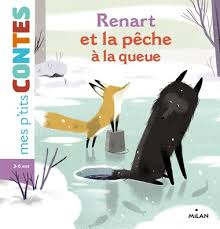 Renart
et la pêche
à la queue
mes p'tits CONTES
3-6 ans
MiLAN